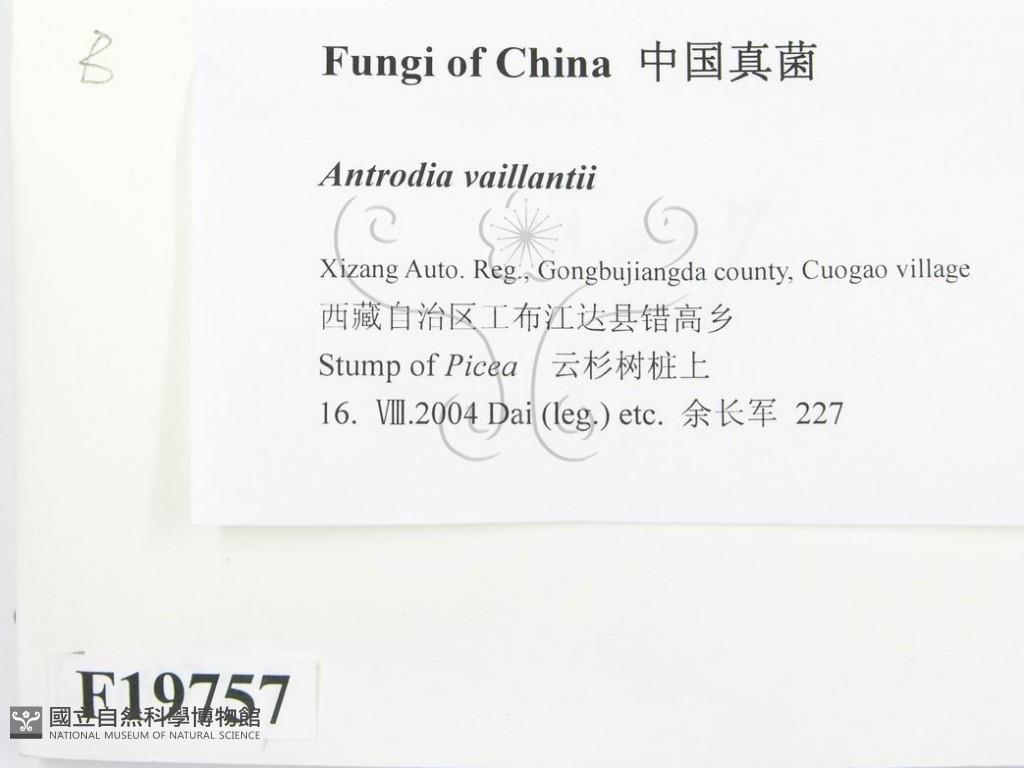 B
Fungi of China 中国真菌
Antrodia vaillantii
Xizang Auto. Reg., Gongbujiangda county, Cuogao village
西藏自治区工布江达县错高乡
Stump of Picea 云杉树桩上
16. Ⅷ.2004 Dai (leg.) etc. 余长军 227
F19757
國立自然科學博物館
NATIONAL MUSEUM OF NATURAL SCIENCE